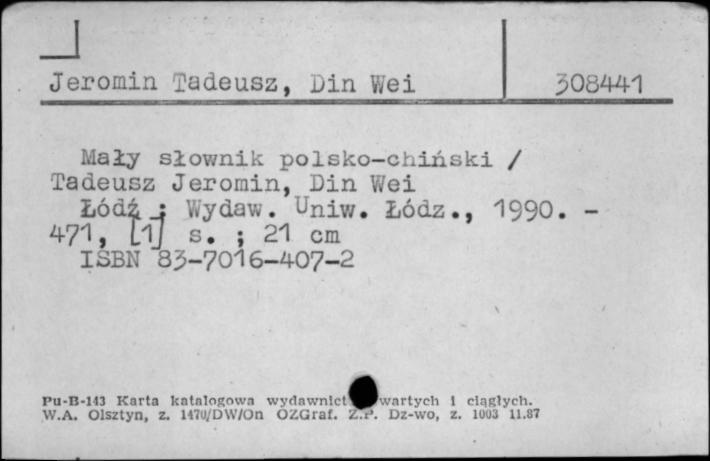 Jeromin Tadeusz, Din Wei 308441
Mały słownik polsko-chiński /
Tadeusz Jeromin, Din Wei
Łódź : Wydaw. Uniw. Łódz., 1990. -
471, [1] s. ; 21 cm
ISBN 83-7016-407-2
Pu-B-143 Karta katalogowa wydawnict wartych i ciągłych.
W.A. Olsztyn, z. 1470/DW/On OZGraf. Z.P. Dz-wo, z. 1003 11.87